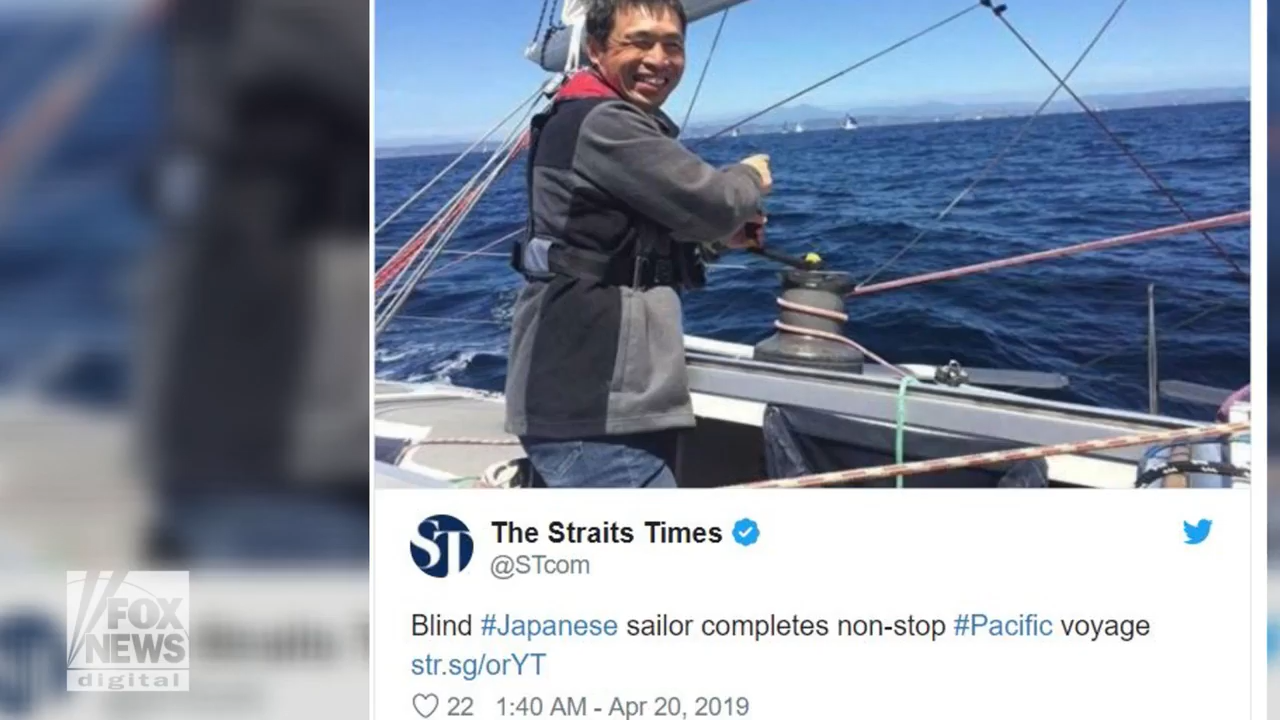 ST
The Straits Times
@STcom
Blind #Japanese sailor completes non-stop #Pacific voyage
str.sg/orYT
22 1:40 AM - Apr 20, 2019
FOX
NEWS
digital